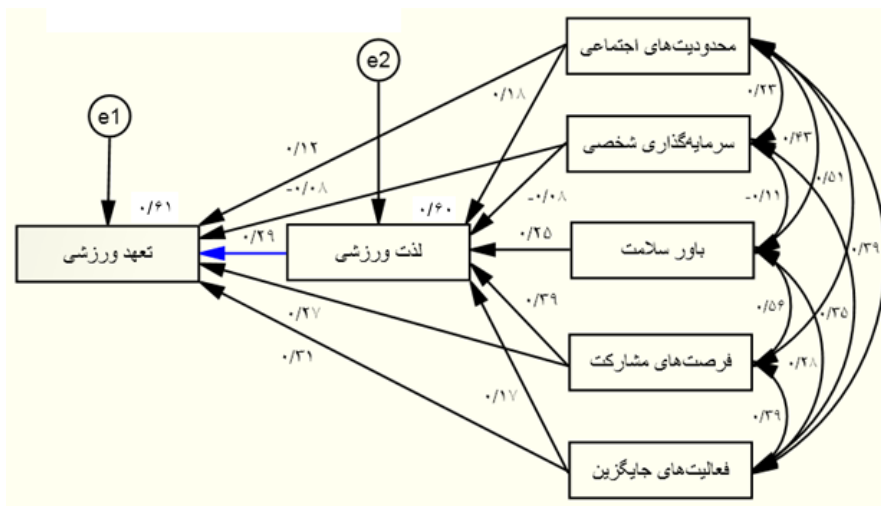 محدودیت‌های اجتماعی
e2
۰/۱۸
۰/۲۳
e1
سرمایه‌گذاری شخصی
۰/۴۳
۰/۱۲
۰/۵۱
-۰/۰۸
-۰/۰۸
-۰/۱۱
۰/۶۱
۰/۶۰
۰/۲۹
۰/۲۵
باور سلامت
۰/۳۹
لذت ورزشی
تعهد ورزشی
۰/۳۹
۰/۵۶
۰/۳۵
۰/۲۷
فرصت‌های مشارکت
۰/۲۸
۰/۳۱
۰/۱۷
۰/۳۹
فعالیت‌های جایگزین